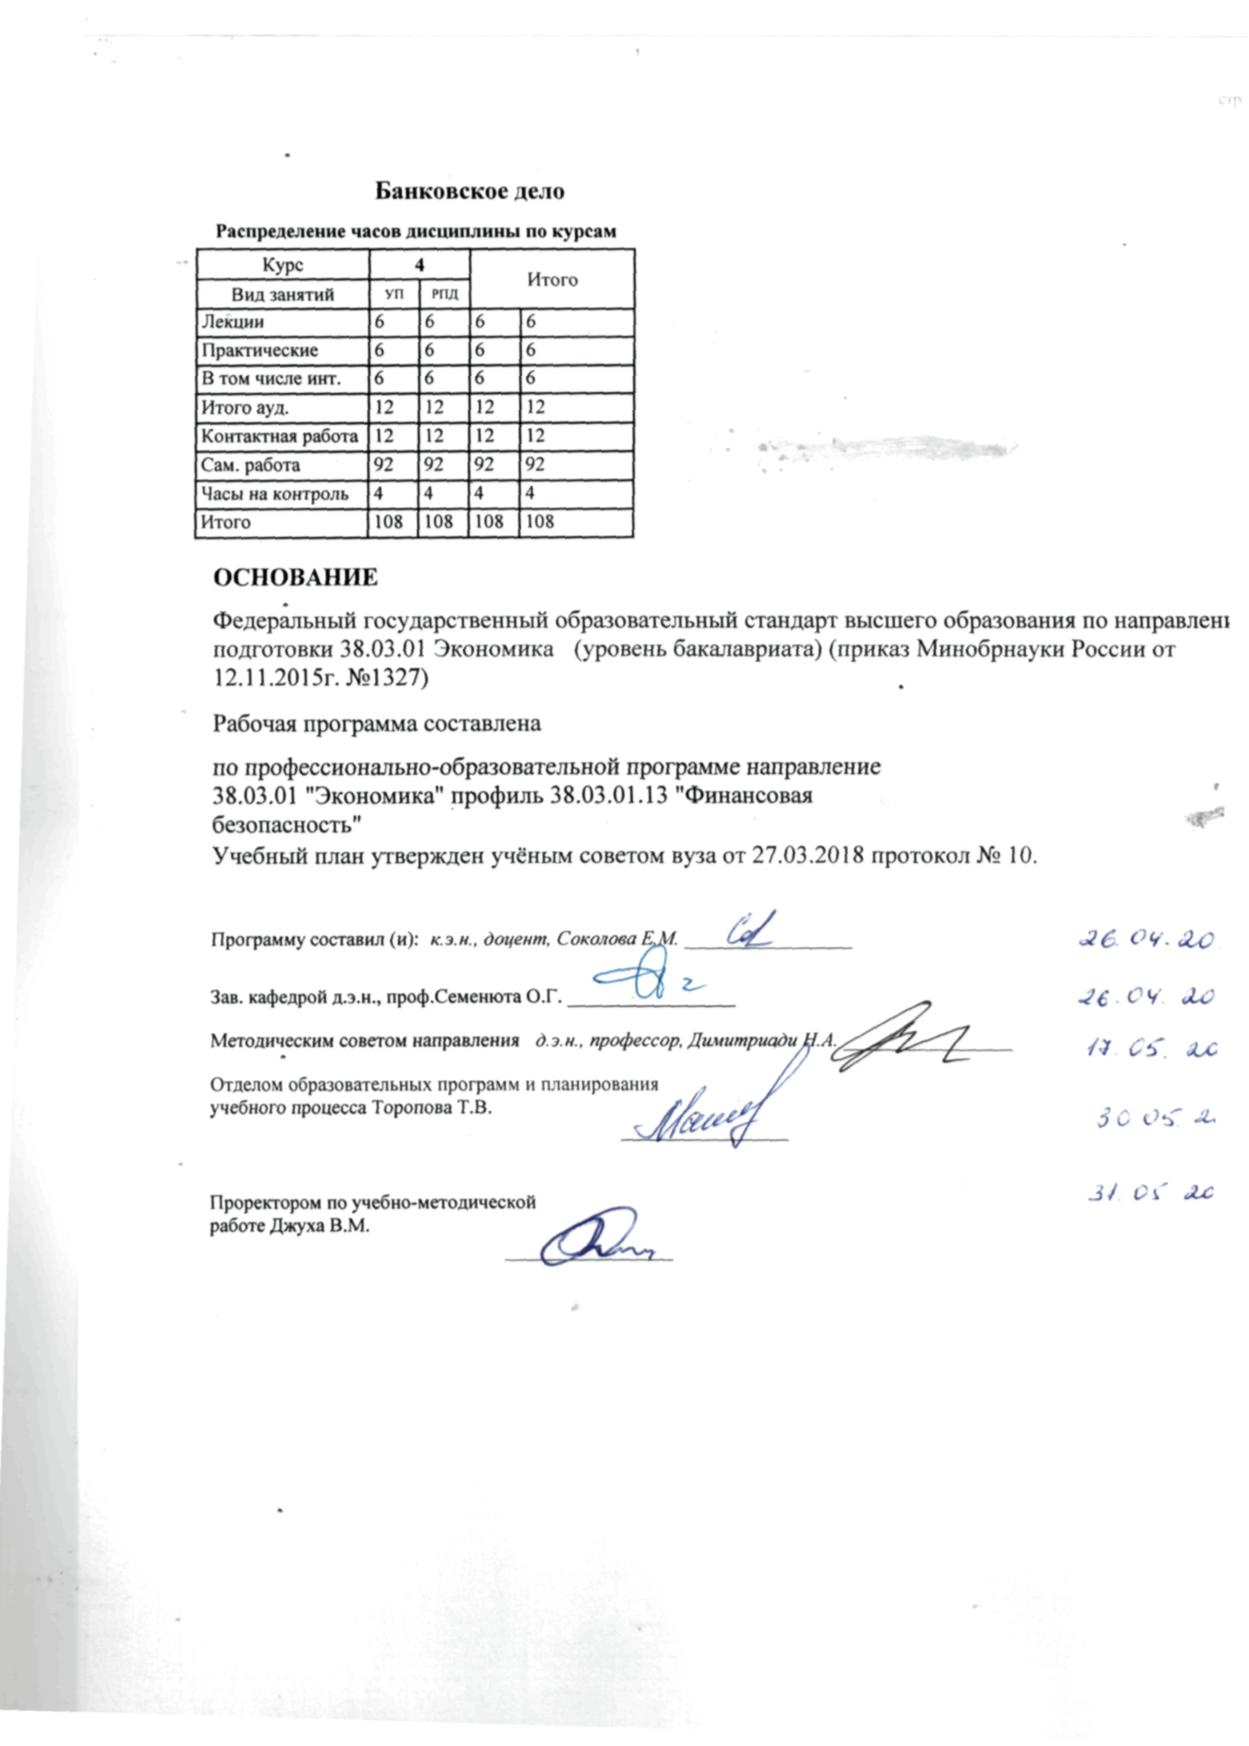 стр
Банковское дело
Распределение часов дисциплины по курсам
Курс 4 Итого
Вид занятий УП РПД
Лекции 6 6 6 6
Практические 6 6 6 6
В том числе инт. 6 6 6 6
Итого ауд. 12 12 12 12
Контактная работа 12 12 12 12
Сам. работа 92 92 92 92
Часы на контроль 4 4 4 4
Итого 108 108 108 108
ОСНОВАНИЕ
Федеральный государственный образовательный стандарт высшего образования по направлени
подготовки 38.03.01 Экономика (уровень бакалавриата) (приказ Минобрнауки России от
12.11.2015г. №1327)
Рабочая программа составлена
по профессионально-образовательной программе направление
38.03.01 "Экономика" профиль 38.03.01.13 "Финансовая
безопасность"
Учебный план утвержден учёным советом вуза от 27.03.2018 протокол № 10.
Программу составил (и): к.э.н., доцент, Соколова Е.М. 26.04.20
Зав. кафедрой д.э.н., проф.Семенюта О.Г. 26.04.20
Методическим советом направления д.э.н., профессор, Димитриади Н.А. 17.05.20
Отделом образовательных программ и планирования
учебного процесса Торопова Т.В. 30.05.2
Проректором по учебно-методической 31.05 20
работе Джуха В.М.